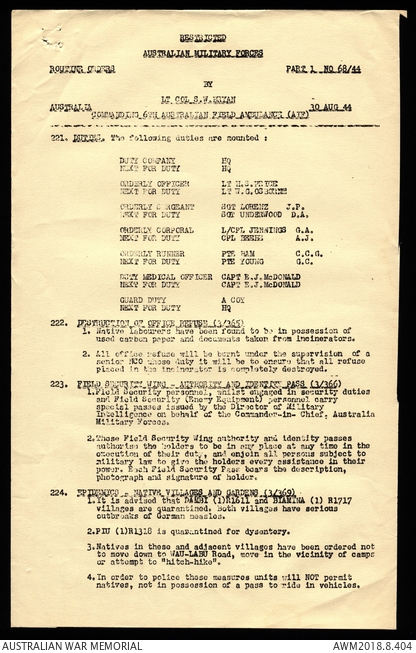 RESTRICTED
AUSTRALIAN MILITARY FORCES
ROUTINE ORDERS PART 1 NO 68/44
BY
LT COL S.W.
AUSTRALIA 30 AUG 44
COMMANDING 6TH AUSTRALIAN FIELD AMBULANCE (AIF)
221. DUTIES. The following duties are mounted :
DUTY COMPANY HQ
NEXT FOR DUTY HQ
ORDERLY OFFICER LT H.S.
NEXT FOR DUTY LT W.G. OSBORNE
ORDERLY SERGEANT SGT LORENZ J.P.
NEXT FOR DUTY SGT UNDERWOOD D.A.
ORDERLY CORPORAL L/CPL JENNINGS G.A.
NEXT FOR DUTY CPL A.J.
ORDERLY RUNNER PTE HAM C.C.G.
NEXT FOR DUTY PTE YOUNG G.C.
DUTY MEDICAL OFFICER CAPT E.J. McDONALD
NEXT FOR DUTY CAPT E.J. McDONALD
GUARD DUTY A COY
NEXT FOR DUTY HQ
222. DESTRUCTION OF OFFICE REFUSE (3/365)
1. Native labourers have been found to be in possession of
used carbon paper and documents taken from incinerators.
2. All office refuse will be burnt under the supervision of a
senior NCO whose duty it will be to ensure that all refuse
placed in the incinerator is completely destroyed.
223. FIELD SECURITY WING - AUTHORITY AND IDENTITY PASS (3/366)
1. Field Security personnel, whilst engaged in security duties
and Field Security (Enemy Equipment) personnel carry
special passes issued by the Director of Military
Intelligence on behalf of the Commander-in- Chief, Australia
Military Forces.
2. These Field Security Wing authority and identity passes
authorise the holders to be in any place at any time in the
execution of their duty, and enjoin all persons subject to
military law to give the holders every assistance in their
power. Each Field Security Pass bears the description,
photograph and signature of holder.
224. EPIDEMICS - NATIVE VILLAGES AND GARDENS (3/369)
1. It is advised that DAMBI (1)R1611 and BIAWHA (1) R1717
villages are quarantined. Both villages have serious
outbreaks of German measles.
2. PIU (1)R1318 is quarantined for dysentery.
3. Natives in these and adjacent villages have been ordered not
to move down to WAU-LABU Road, move in the vicinity of camps
or attempt to "hitch-hike".
4. In order to police these measures units will NOT permit
natives, not in possession of a pass to ride in vehicles.
AUSTRALIAN WAR MEMORIAL AWM2018.8.404